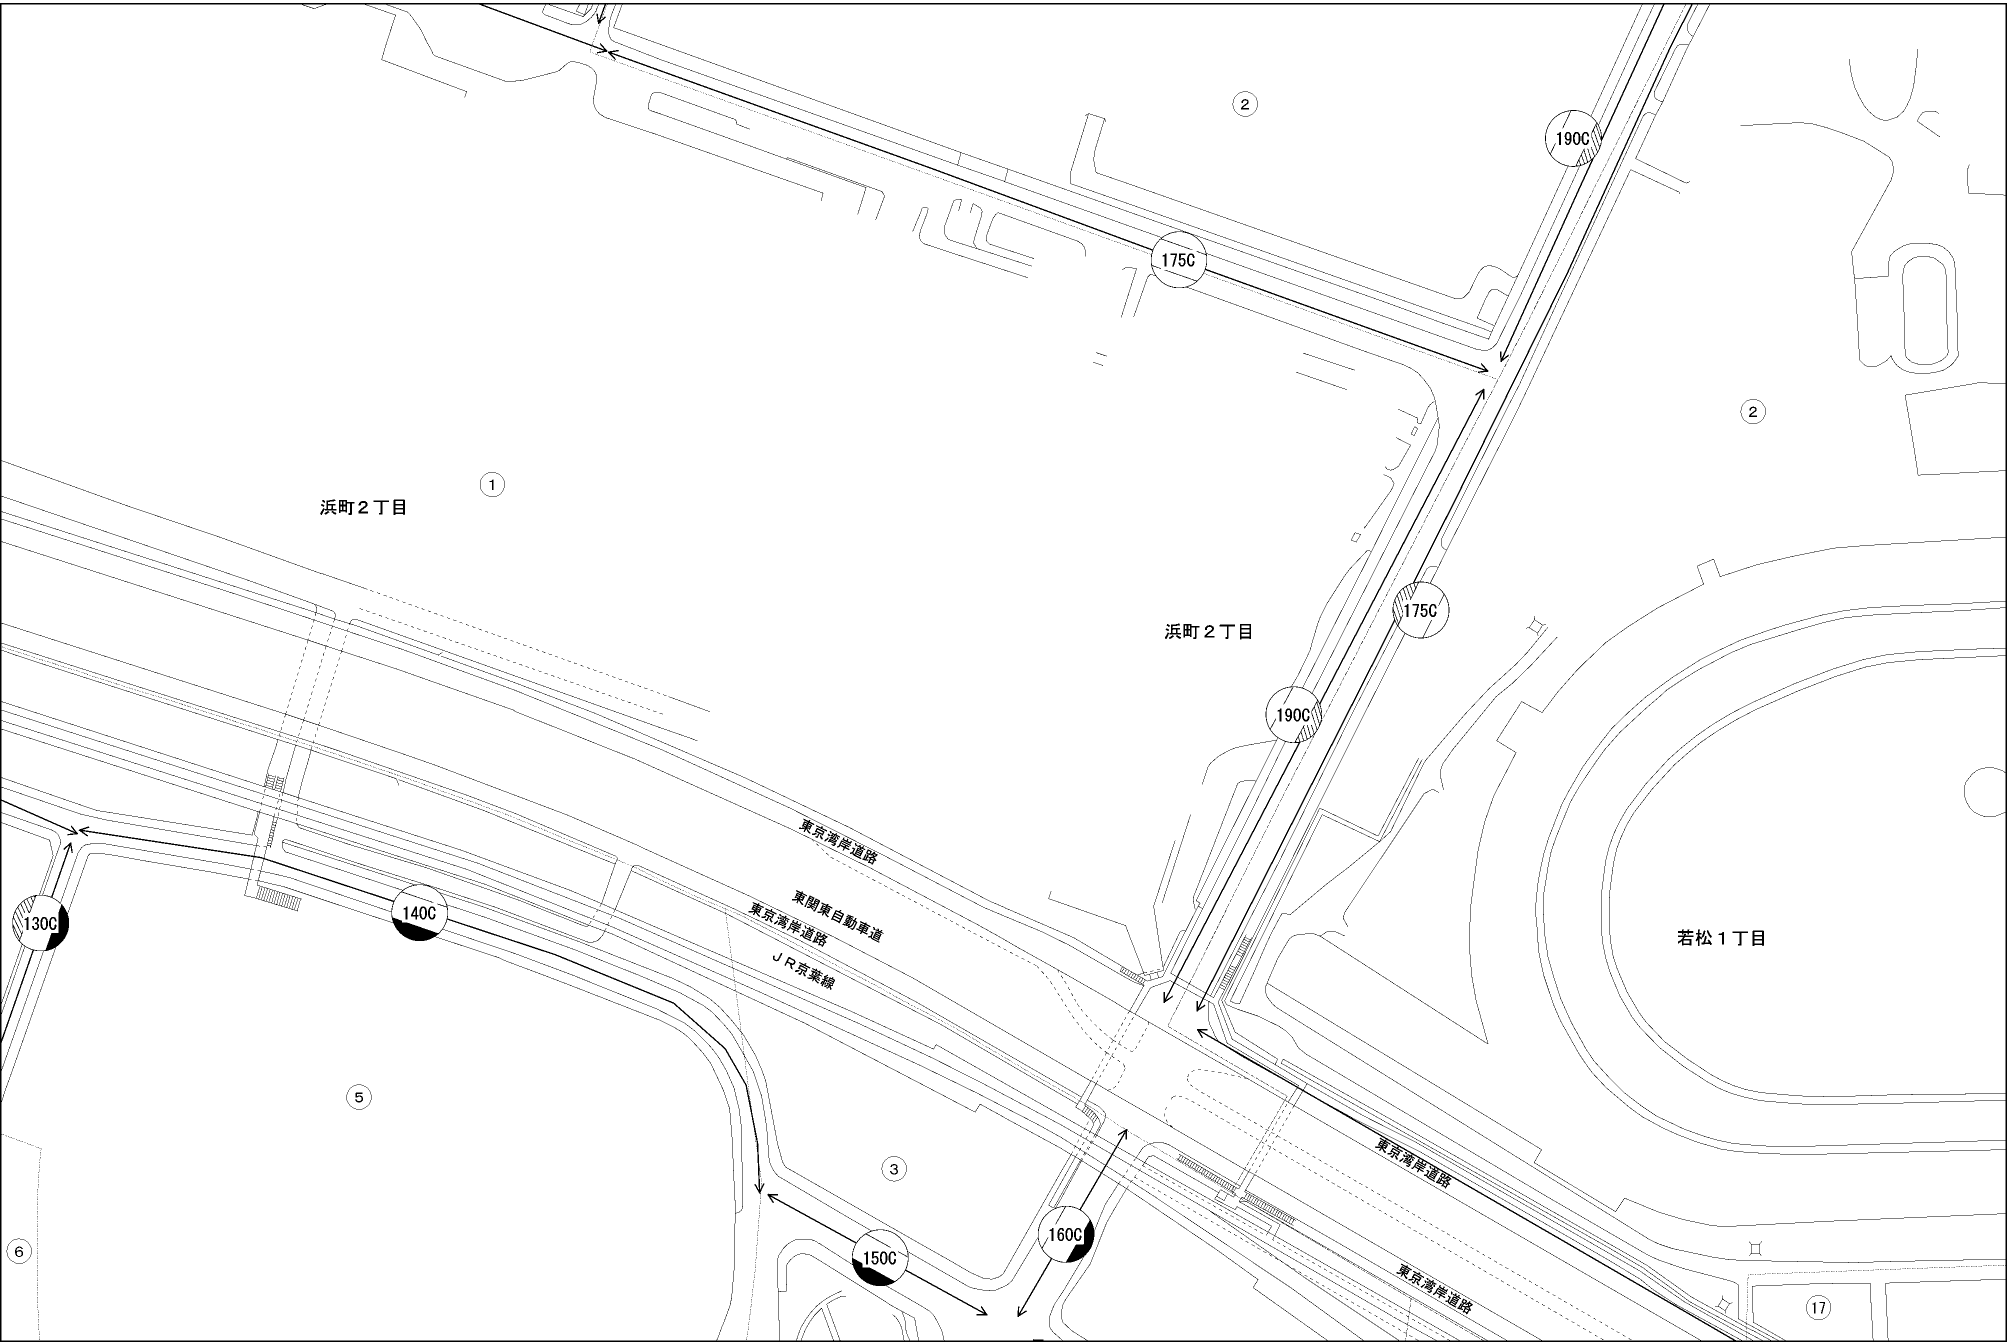 ②
190C
175C
②
①
浜町２丁目
175C
浜町２丁目
190C
東京湾岸道路
130C
140C
東関東自動車道
東京湾岸道路
ＪＲ京葉線
若松１丁目
⑤
③
東京湾岸道路
160C
⑥
150C
東京湾岸道路
⑰